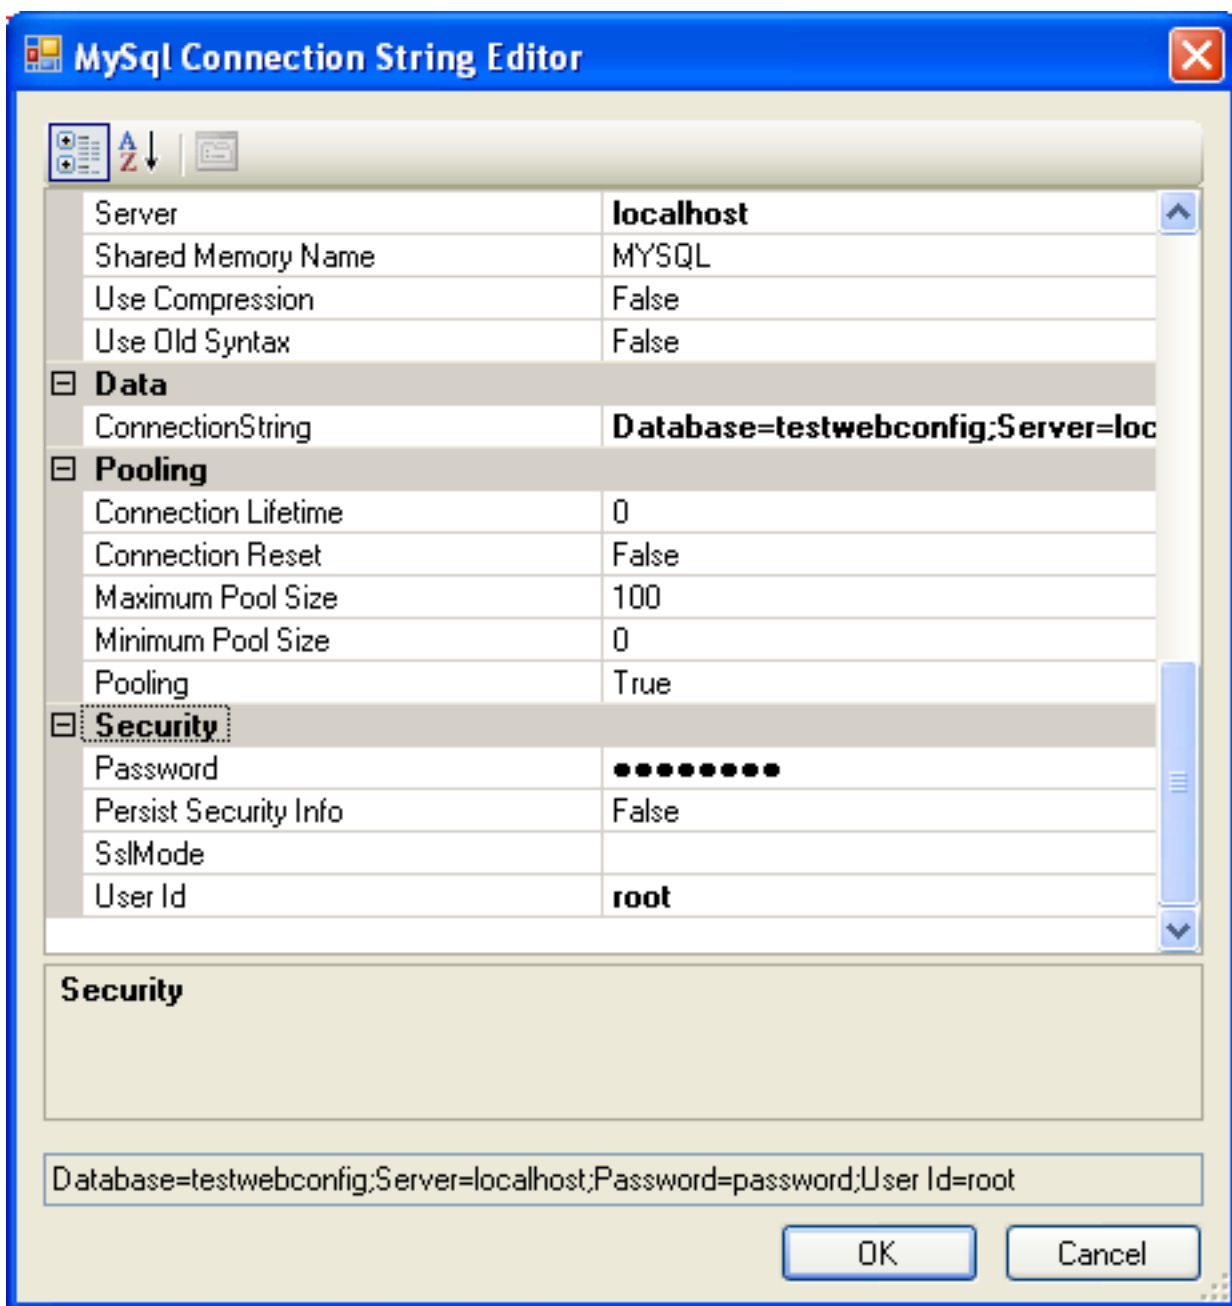 MySql Connection String Editor
A
Z
Server localhost
Shared Memory Name MYSQL
Use Compression False
Use Old Syntax False
Data
ConnectionString Database=testwebconfig;Server=loc
Pooling
Connection Lifetime 0
Connection Reset False
Maximum Pool Size 100
Minimum Pool Size 0
Pooling True
Security
Password ●●●●●●●●
Persist Security Info False
SslMode
User Id root
Security
Database=testwebconfig;Server=localhost;Password=password;User Id=root
OK Cancel